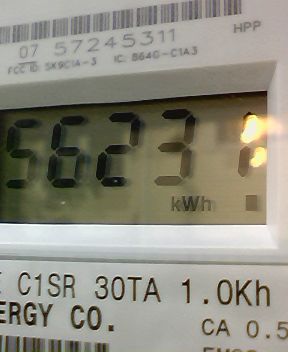 07 57245311
HPP
FCC ID: SK9C1A-3 IC: 864G-C1A3
56231
kWh
C1SR 30TA 1.0Kh
ERGY CO.
CA 0.5